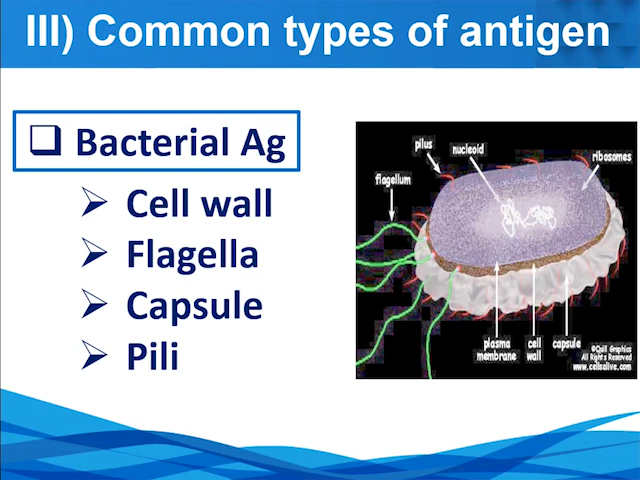 III) Common types of antigen
❑ Bacterial Ag
➢ Cell wall
➢ Flagella
➢ Capsule
➢ Pili
pilus
nucleoid
ribosomes
flagellum
plasma
membrane
cell
wall
capsule
©Quill Graphics
All Rights Reserved
www.cellsalive.com